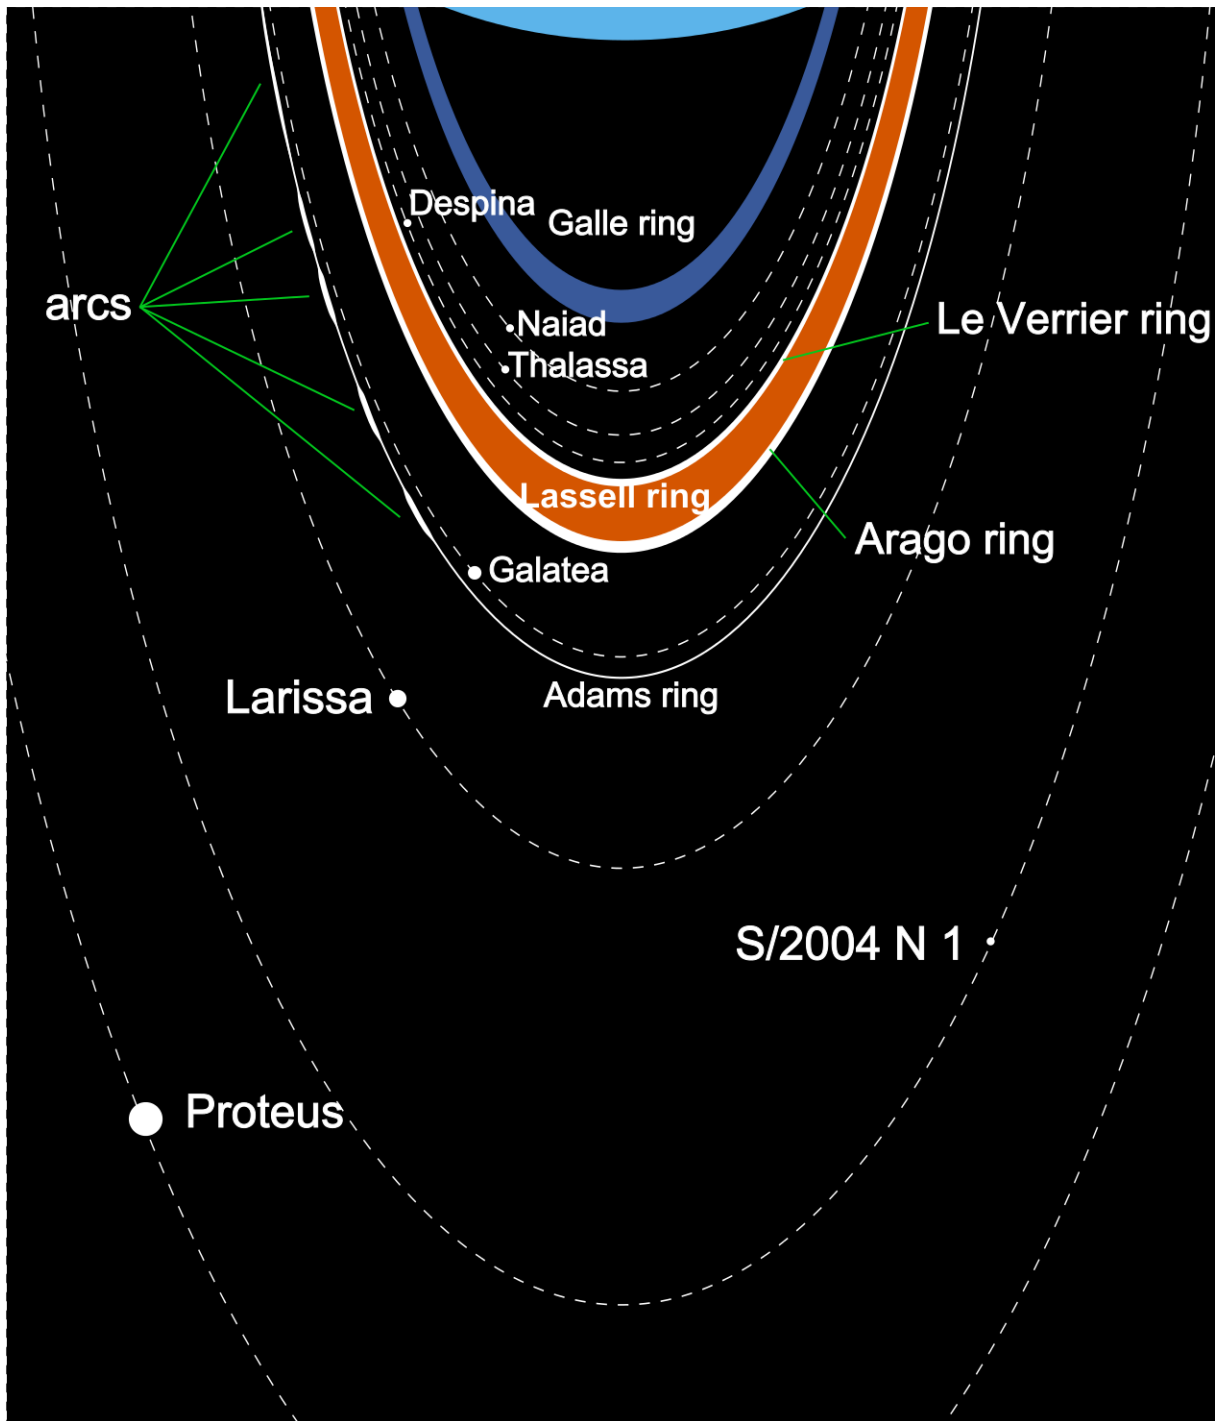 Despina
Galle ring
arcs
Naiad
Le Verrier ring
Thalassa
Lassell ring
Arago ring
Galatea
Larissa
Adams ring
S/2004 N 1
Proteus